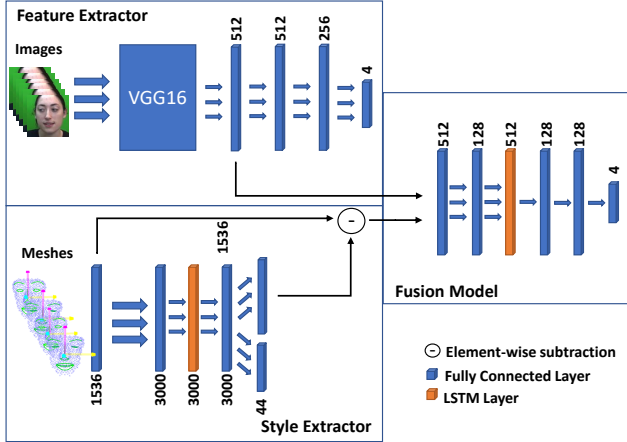 Feature Extractor
Images
VGG16
512
512
256
4
512
128
512
128
128
4
Fusion Model
-
Meshes
1536
3000
3000
3000
1536
44
Style Extractor
- Element-wise subtraction
Fully Connected Layer
LSTM Layer